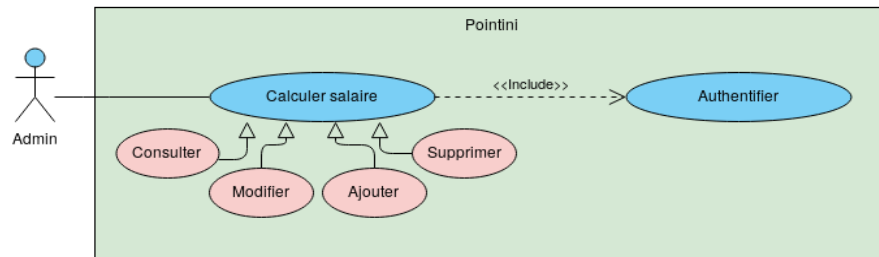 Pointini
<<Include>>
Calculer salaire
Authentifier
Admin
Consulter
Supprimer
Modifier
Ajouter